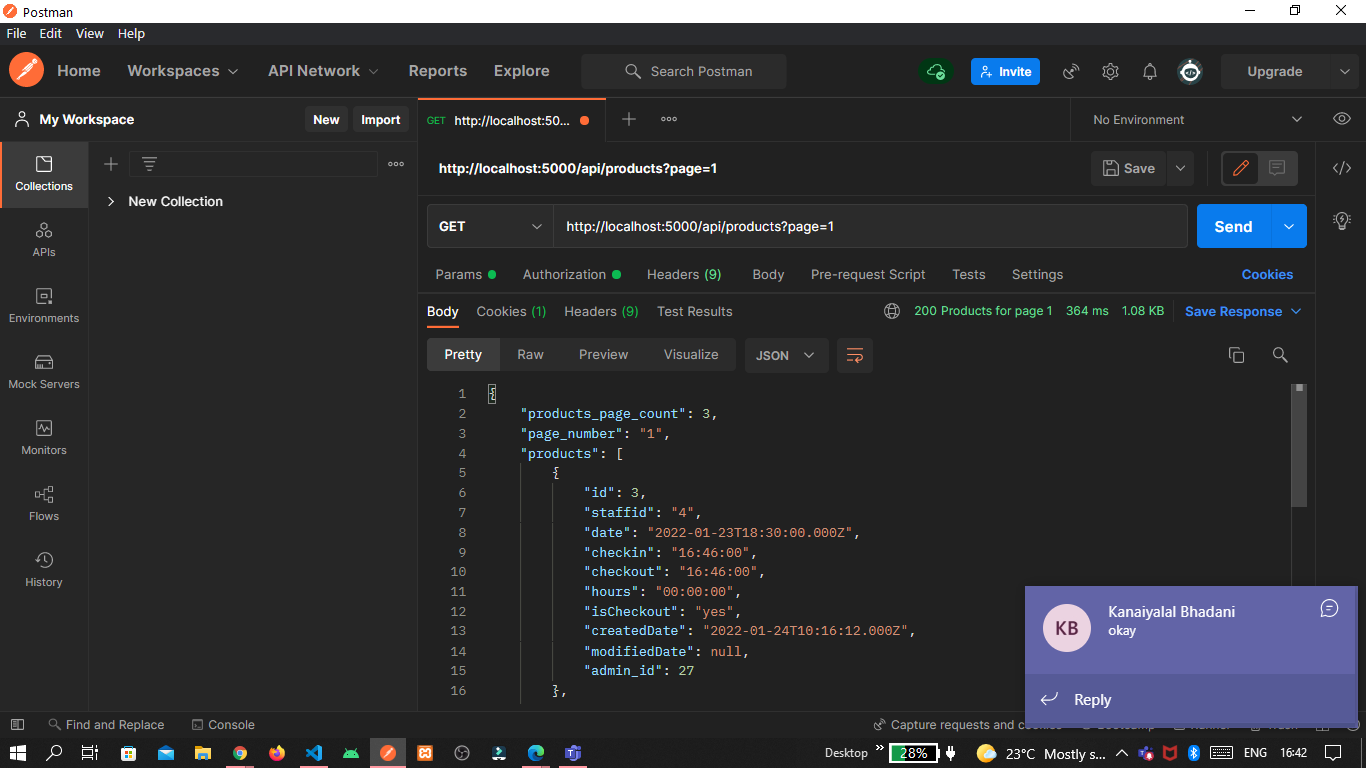 Postman
File Edit View Help
Home Workspaces API Network Reports Explore Search Postman Invite Upgrade
My Workspace New Import GET http://localhost:50... No Environment
Collections
APIs
Environments
Mock Servers
Monitors
Flows
History
New Collection
http://localhost:5000/api/products?page=1 Save
GET http://localhost:5000/api/products?page=1 Send
Params Authorization Headers (9) Body Pre-request Script Tests Settings Cookies
Body Cookies (1) Headers (9) Test Results 200 Products for page 1 364 ms 1.08 KB Save Response
Pretty Raw Preview Visualize JSON
1 {
2 "products_page_count": 3,
3 "page_number": "1",
4 "products": [
5 {
6 "id": 3,
7 "staffid": "4",
8 "date": "2022-01-23T18:30:00.000Z",
9 "checkin": "16:46:00",
10 "checkout": "16:46:00",
11 "hours": "00:00:00",
12 "isCheckout": "yes",
13 "createdDate": "2022-01-24T10:16:12.000Z",
14 "modifiedDate": null,
15 "admin_id": 27
16 },
KB Kanaiyalal Bhadani
okay
Reply
Find and Replace Console Capture requests and
Desktop 28% 23°C Mostly s... ENG 16:42